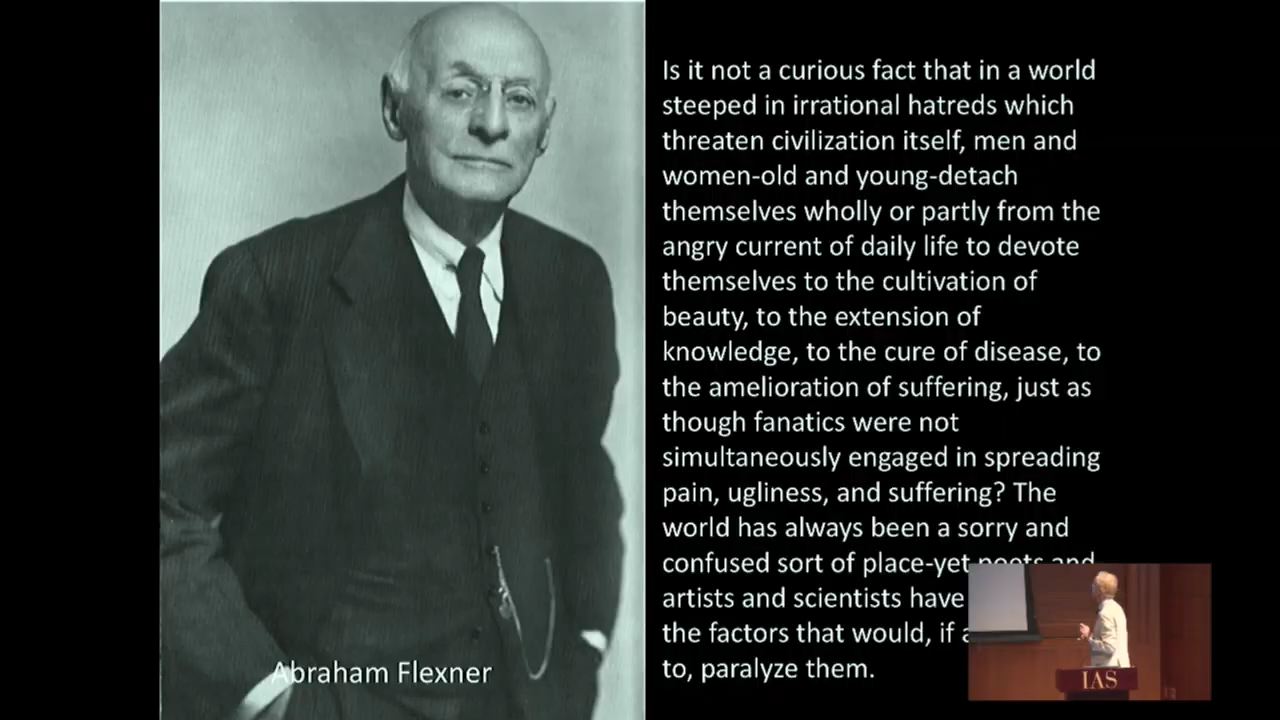 Is it not a curious fact that in a world
steeped in irrational hatreds which
threaten civilization itself, men and
women-old and young-detach
themselves wholly or partly from the
angry current of daily life to devote
themselves to the cultivation of
beauty, to the extension of
knowledge, to the cure of disease, to
the amelioration of suffering, just as
though fanatics were not
simultaneously engaged in spreading
pain, ugliness, and suffering? The
world has always been a sorry and
confused sort of place-yet poets and
artists and scientists have
the factors that would, if
to, paralyze them.
Abraham Flexner
IAS